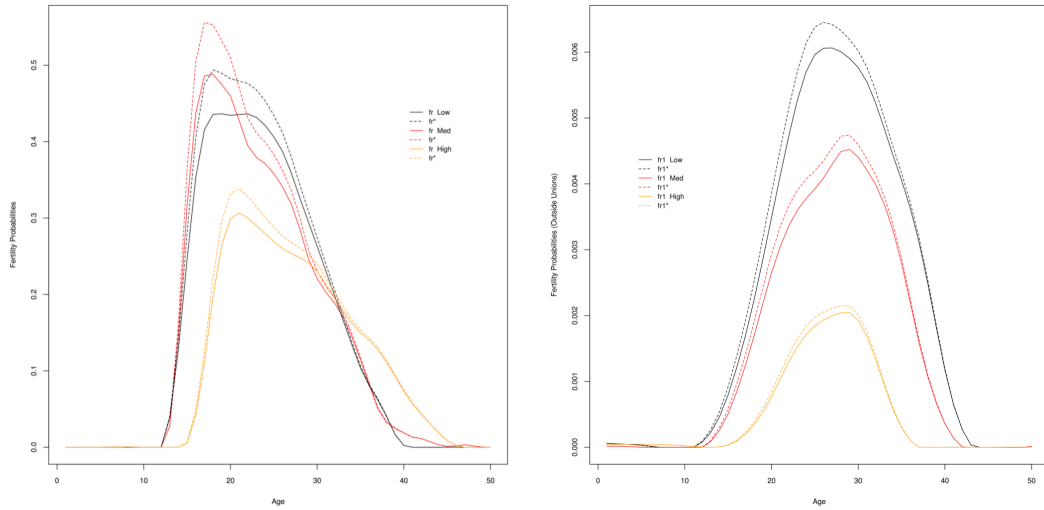 Fertility Probabilities
0.5
0.4
0.3
0.2
0.1
0.0
fr Low
fr*
fr Med
fr*
fr High
fr*
0
10
20
30
40
50
Age
Fertility Probabilities (Outside Unions)
0.006
0.005
0.004
0.003
0.002
0.001
0.000
fr1 Low
fr1*
fr1 Med
fr1*
fr1 High
fr1*
0
10
20
30
40
50
Age